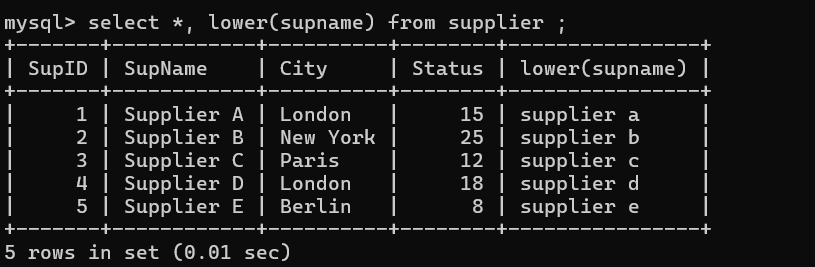 mysql> select *, lower(supname) from supplier ;
+-------+------------+----------+--------+----------------+
| SupID | SupName    | City     | Status | lower(supname) |
+-------+------------+----------+--------+----------------+
|     1 | Supplier A | London   |     15 | supplier a     |
|     2 | Supplier B | New York |     25 | supplier b     |
|     3 | Supplier C | Paris    |     12 | supplier c     |
|     4 | Supplier D | London   |     18 | supplier d     |
|     5 | Supplier E | Berlin   |      8 | supplier e     |
+-------+------------+----------+--------+----------------+
5 rows in set (0.01 sec)